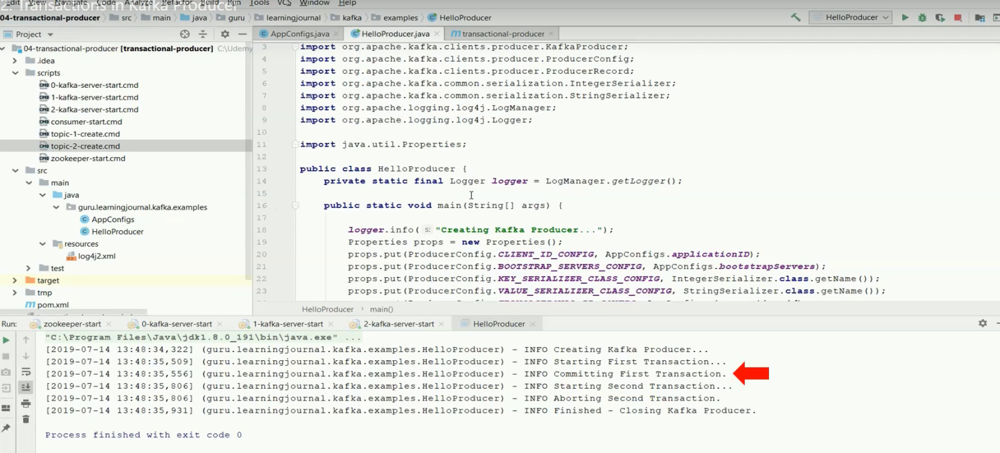 2. Transactions in Kafka Producer
Edit View Navigate Code Analyze Refactor Build Run Tools VCS Window Help
04-transactional-producer src main java guru learningjournal kafka examples HelloProducer
HelloProducer
Project
AppConfigs.java HelloProducer.java transactional-producer
04-transactional-producer [transactional-producer] C:\Udemy
.idea
scripts
0-kafka-server-start.cmd
1-kafka-server-start.cmd
2-kafka-server-start.cmd
consumer-start.cmd
topic-1-create.cmd
topic-2-create.cmd
zookeeper-start.cmd
src
main
java
guru.learningjournal.kafka.examples
AppConfigs
HelloProducer
resources
log4j2.xml
test
target
tmp
pom.xml
3 import org.apache.kafka.clients.producer.KafkaProducer;
4 import org.apache.kafka.clients.producer.ProducerConfig;
5 import org.apache.kafka.clients.producer.ProducerRecord;
6 import org.apache.kafka.common.serialization.IntegerSerializer;
7 import org.apache.kafka.common.serialization.StringSerializer;
8 import org.apache.logging.log4j.LogManager;
9 import org.apache.logging.log4j.Logger;
10
11 import java.util.Properties;
12
13 public class HelloProducer {
14 private static final Logger logger = LogManager.getLogger();
15
16 public static void main(String[] args) {
17
18 logger.info( s: "Creating Kafka Producer...");
19 Properties props = new Properties();
20 props.put(ProducerConfig.CLIENT_ID_CONFIG, AppConfigs.applicationID);
21 props.put(ProducerConfig.BOOTSTRAP_SERVERS_CONFIG, AppConfigs.bootstrapServers);
22 props.put(ProducerConfig.KEY_SERIALIZER_CLASS_CONFIG, IntegerSerializer.class.getName());
23 props.put(ProducerConfig.VALUE_SERIALIZER_CLASS_CONFIG, StringSerializer.class.getName());
HelloProducer › main()
Run: zookeeper-start 0-kafka-server-start 1-kafka-server-start 2-kafka-server-start HelloProducer
"C:\Program Files\Java\jdk1.8.0_191\bin\java.exe" ...
[2019-07-14 13:48:34,322] (guru.learningjournal.kafka.examples.HelloProducer) - INFO Creating Kafka Producer...
[2019-07-14 13:48:35,509] (guru.learningjournal.kafka.examples.HelloProducer) - INFO Starting First Transaction...
[2019-07-14 13:48:35,556] (guru.learningjournal.kafka.examples.HelloProducer) - INFO Committing First Transaction.
[2019-07-14 13:48:35,806] (guru.learningjournal.kafka.examples.HelloProducer) - INFO Starting Second Transaction...
[2019-07-14 13:48:35,806] (guru.learningjournal.kafka.examples.HelloProducer) - INFO Aborting Second Transaction.
[2019-07-14 13:48:35,931] (guru.learningjournal.kafka.examples.HelloProducer) - INFO Finished - Closing Kafka Producer.
Process finished with exit code 0